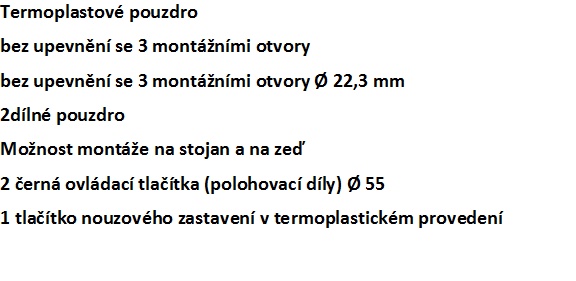 Termoplastové pouzdro
bez upevnění se 3 montážními otvory
bez upevnění se 3 montážními otvory Ø 22,3 mm
2dílné pouzdro
Možnost montáže na stojan a na zeď
2 černá ovládací tlačítka (polohovací díly) Ø 55
1 tlačítko nouzového zastavení v termoplastickém provedení